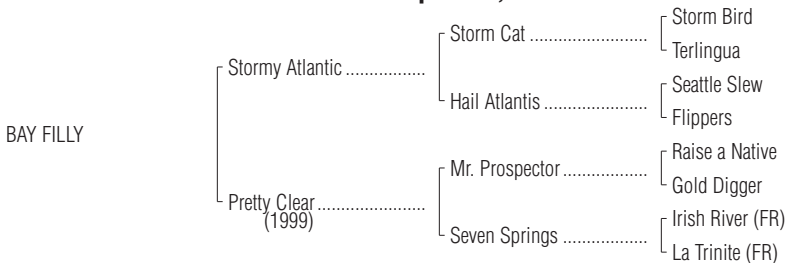 Storm Bird
Storm Cat ..........................
Terlingua
Stormy Atlantic .................
Seattle Slew
Hail Atlantis .......................
Flippers
BAY FILLY
Raise a Native
Mr. Prospector ...................
Gold Digger
Pretty Clear ........................
(1999)
Irish River (FR)
Seven Springs ...................
La Trinite (FR)